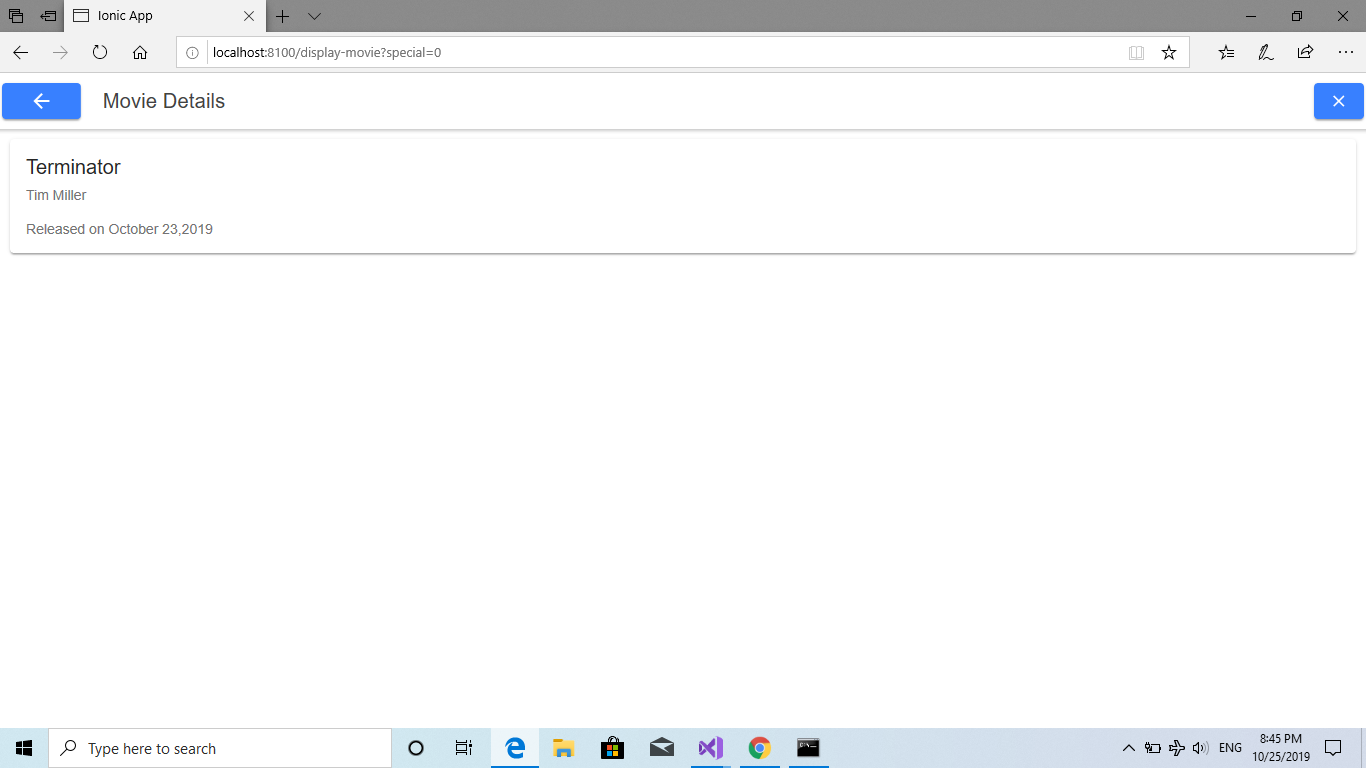 Ionic App
localhost:8100/display-movie?special=0
Movie Details
Terminator
Tim Miller
Released on October 23,2019
Type here to search
ENG
8:45 PM
10/25/2019